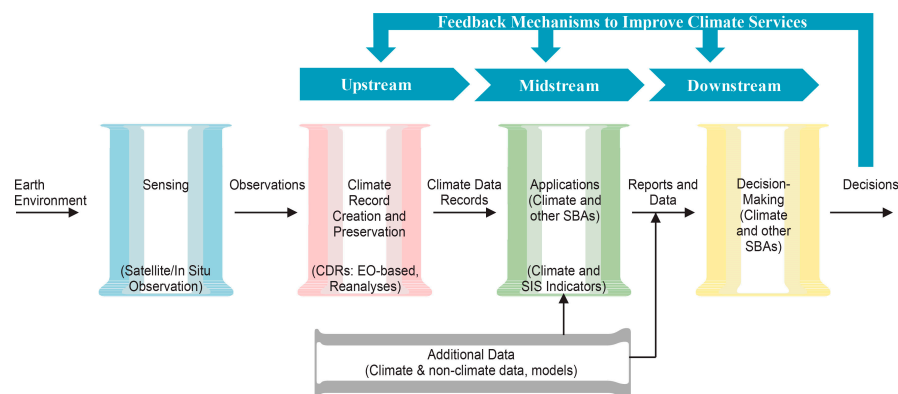 Feedback Mechanisms to Improve Climate Services
Upstream
Midstream
Downstream
Earth
Environment
Sensing
(Satellite/In Situ
Observation)
Observations
Climate
Record
Creation and
Preservation
(CDRs: EO-based,
Reanalyses)
Climate Data
Records
Applications
(Climate and
other SBAs)
(Climate and
SIS Indicators)
Reports and
Data
Decision-
Making
(Climate
and other
SBAs)
Decisions
Additional Data
(Climate & non-climate data, models)